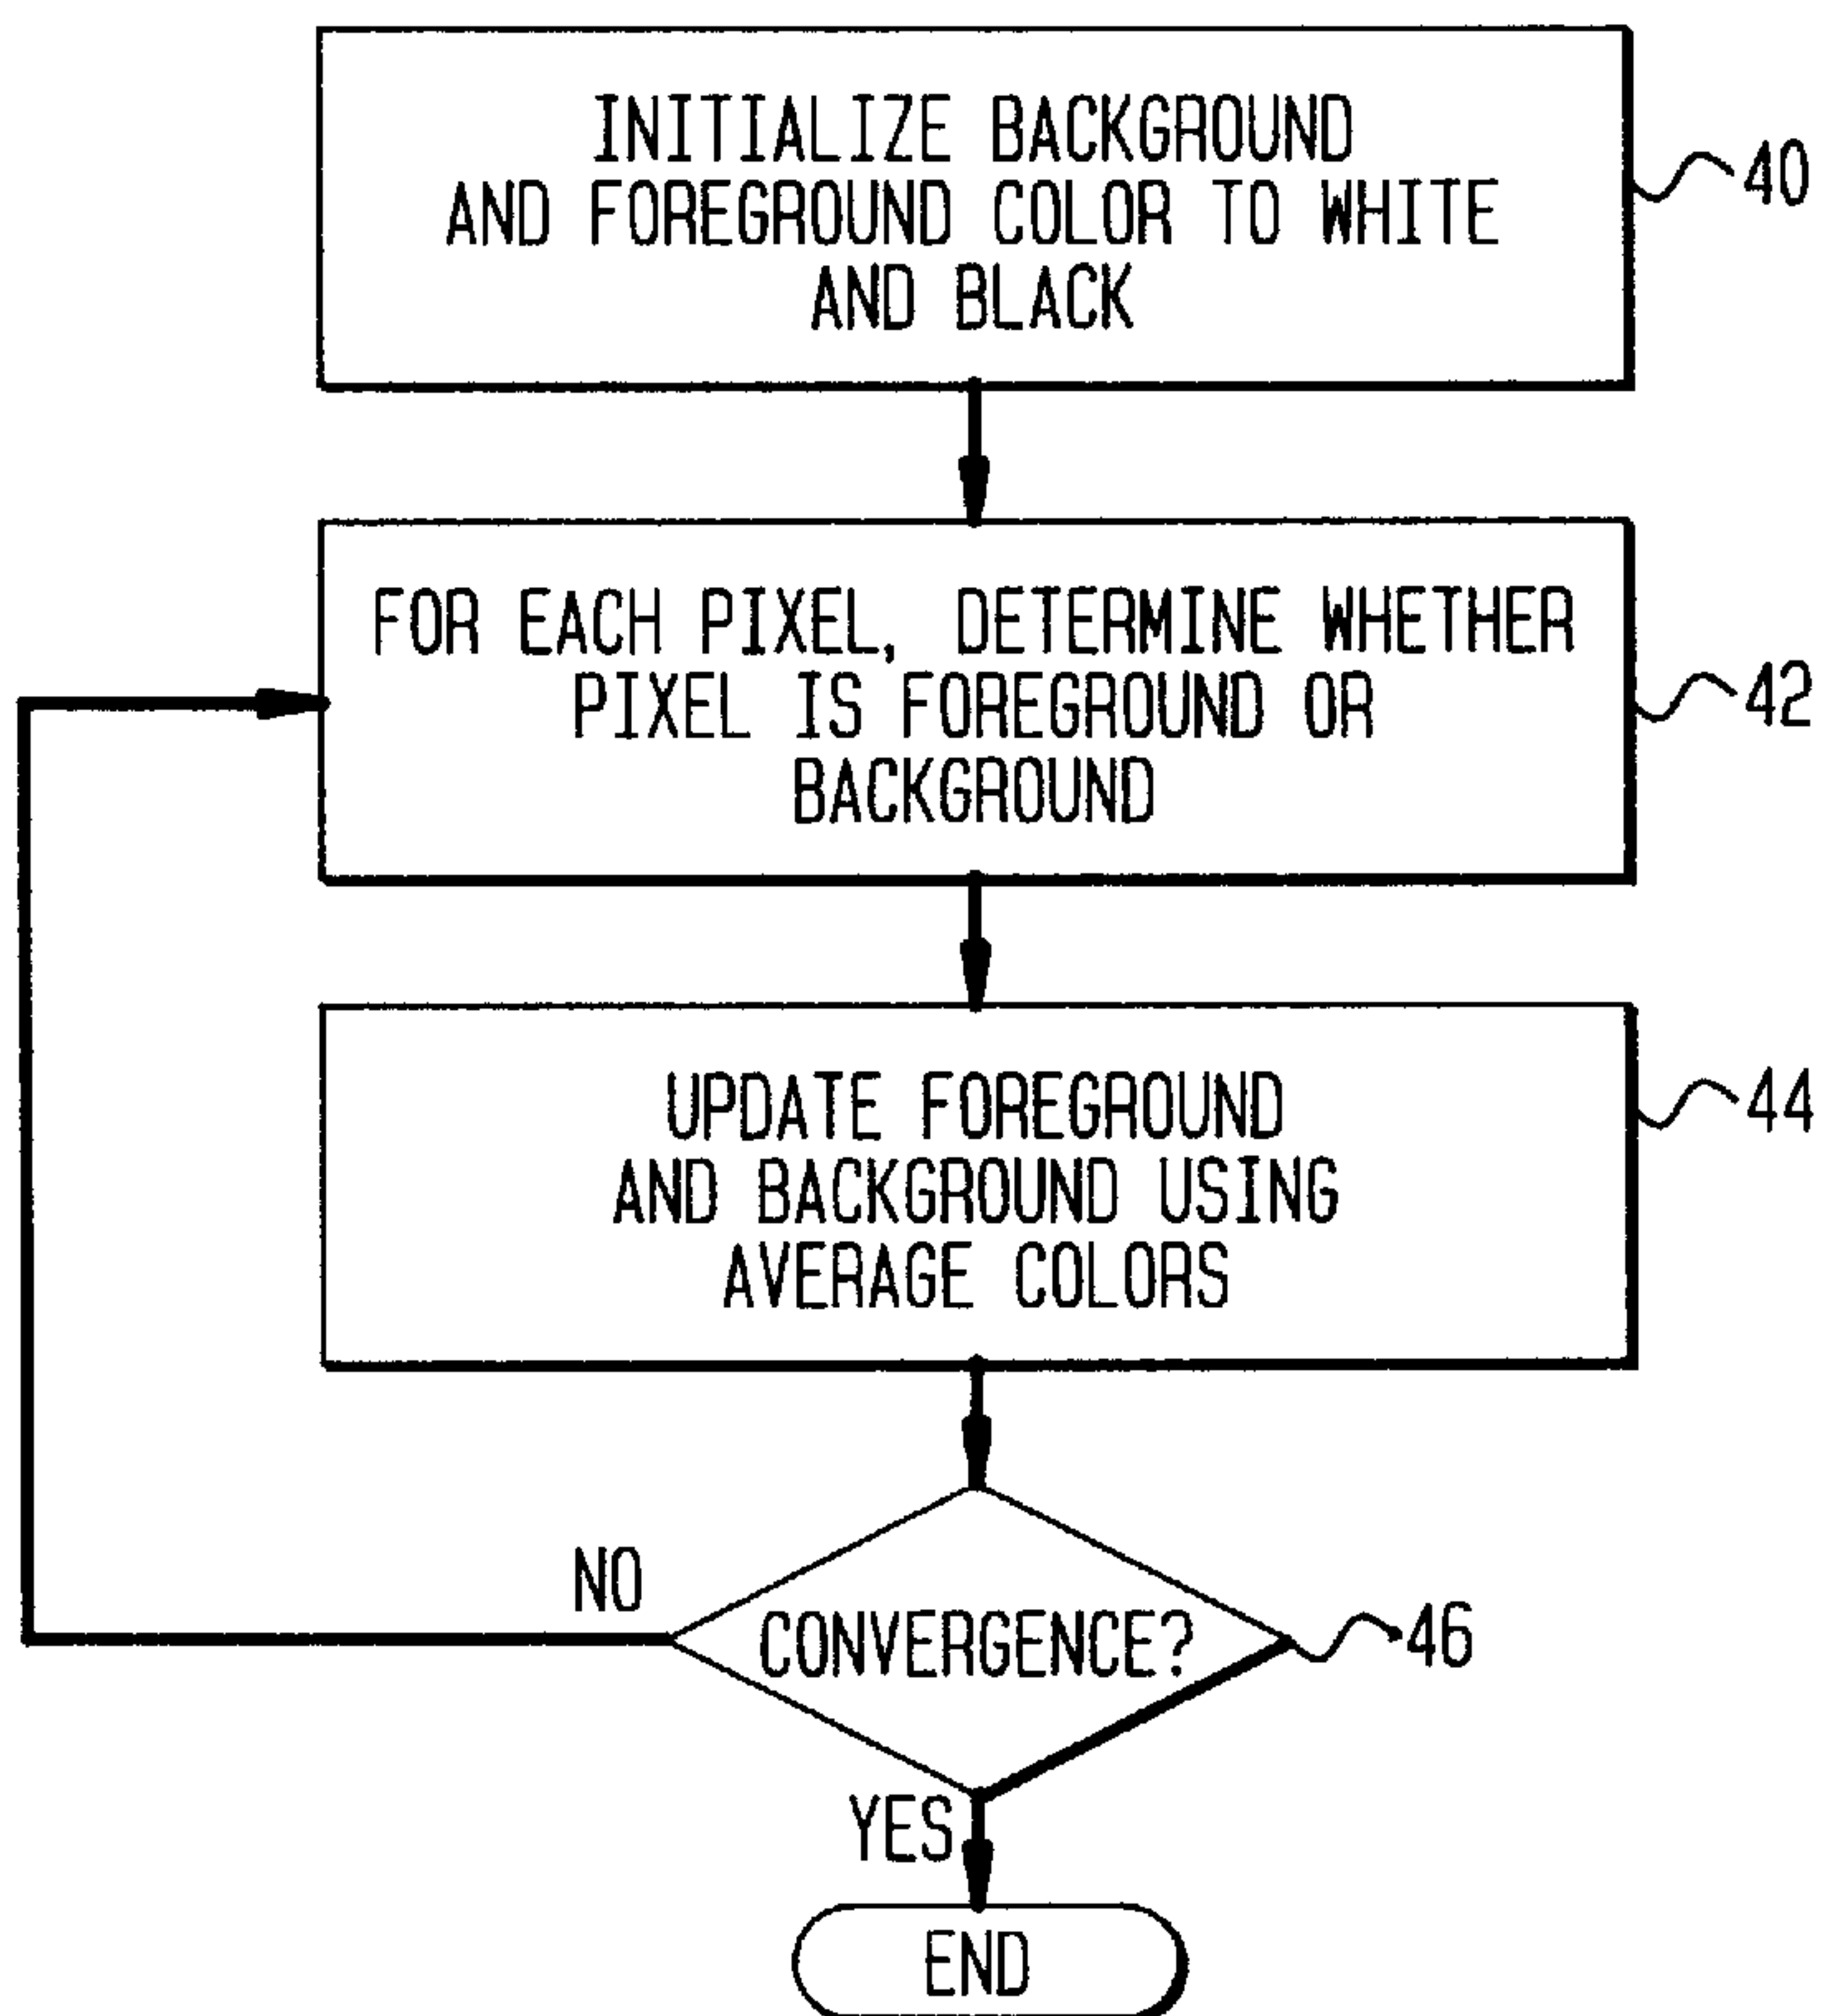 INITIALIZE BACKGROUND
AND FOREGROUND COLOR TO WHITE
AND BLACK
40
FOR EACH PIXEL, DETERMINE WHETHER
PIXEL IS FOREGROUND OR
BACKGROUND
42
UPDATE FOREGROUND
AND BACKGROUND USING
AVERAGE COLORS
44
NO
CONVERGENCE?
46
YES
END